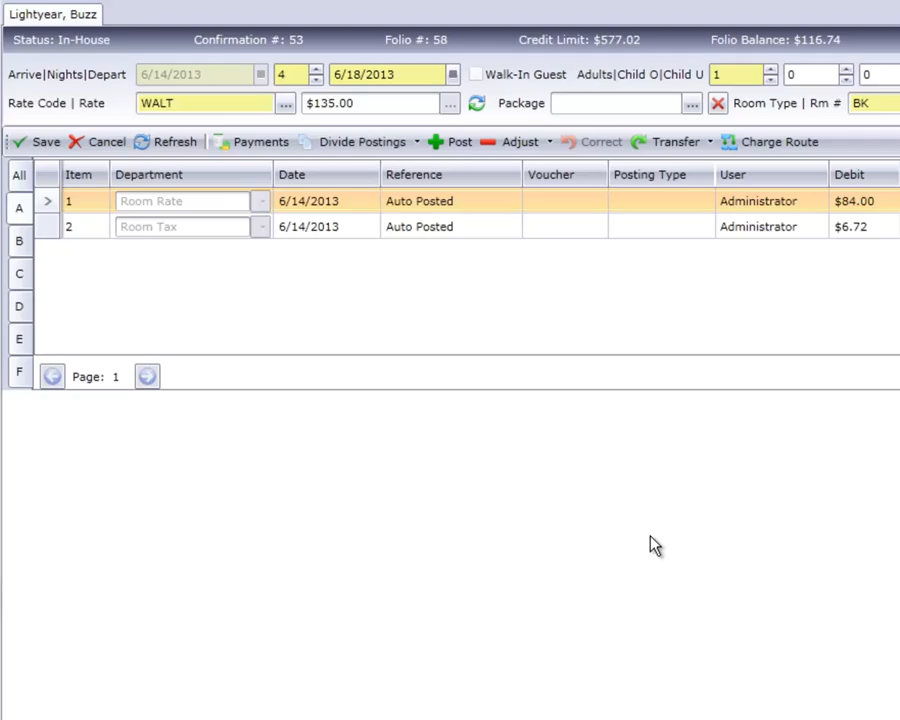 Lightyear, Buzz
Status: In-House Confirmation #: 53 Folio #: 58 Credit Limit: $577.02 Folio Balance: $116.74
Arrive|Nights|Depart 6/14/2013 4 6/18/2013 Walk-In Guest Adults|Child O|Child U 1 0 0
Rate Code | Rate WALT ... $135.00 ... Package ... Room Type | Rm # BK
Save Cancel Refresh Payments Divide Postings Post Adjust Correct Transfer Charge Route
All Item Department Date Reference Voucher Posting Type User Debit
> 1 Room Rate 6/14/2013 Auto Posted Administrator $84.00
A
2 Room Tax 6/14/2013 Auto Posted Administrator $6.72
B
C
D
E
F
Page: 1